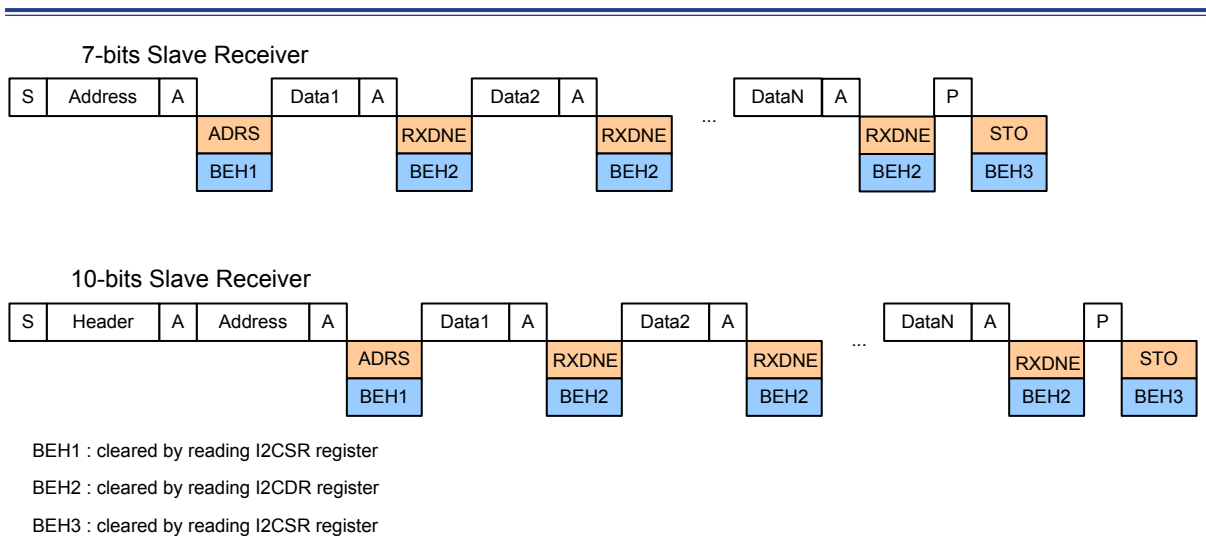 7-bits Slave Receiver
S Address A Data1 A Data2 A ... DataN A P
ADRS RXDNE RXDNE RXDNE STO
BEH1 BEH2 BEH2 BEH2 BEH3
10-bits Slave Receiver
S Header A Address A Data1 A Data2 A ... DataN A P
ADRS RXDNE RXDNE RXDNE STO
BEH1 BEH2 BEH2 BEH2 BEH3
BEH1 : cleared by reading I2CSR register
BEH2 : cleared by reading I2CDR register
BEH3 : cleared by reading I2CSR register